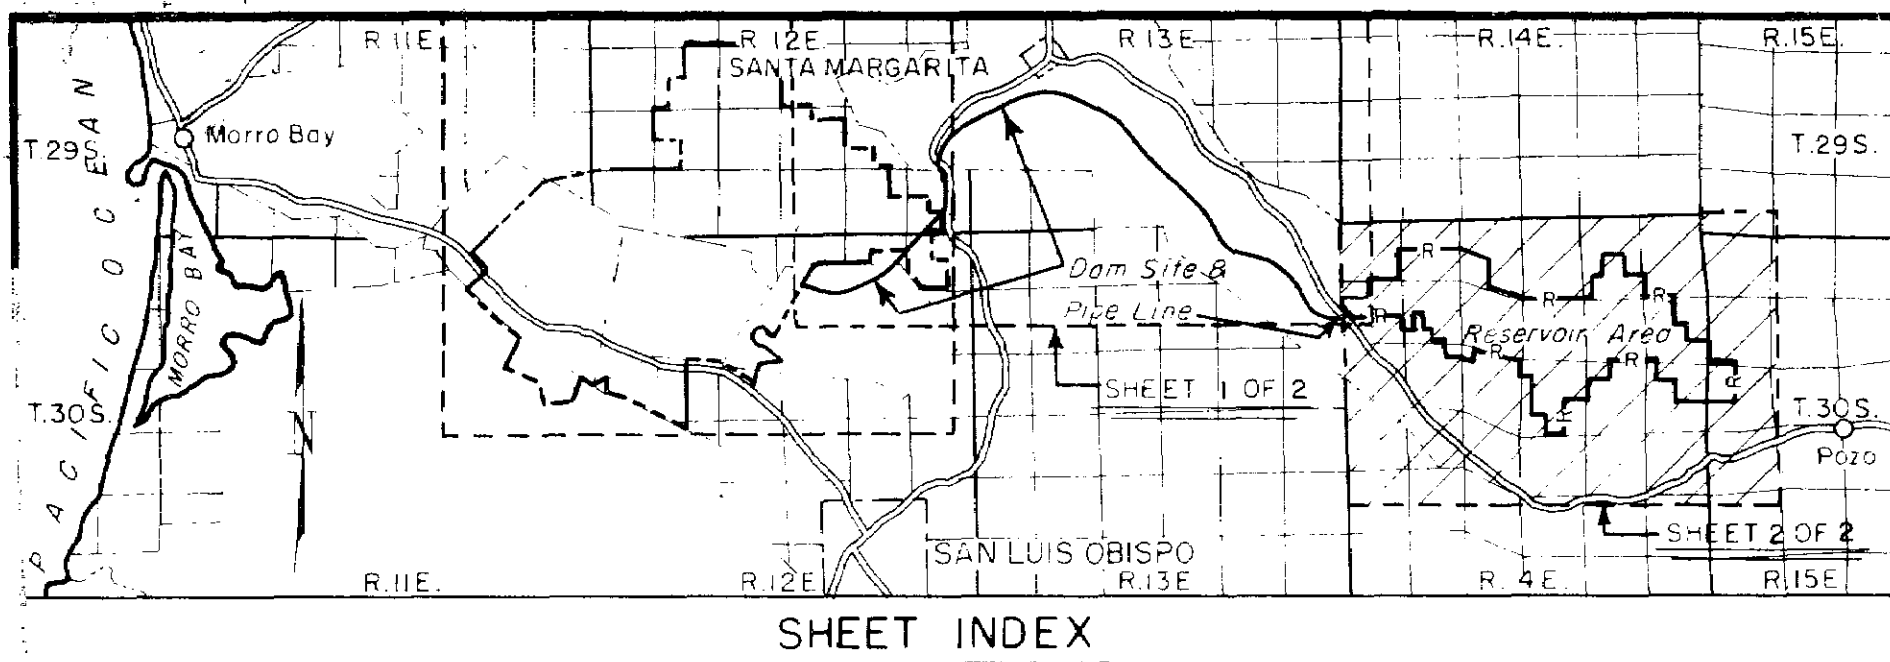 R.11E.
R.12E.
R.13E.
R.14E.
R.15E.
SANTA MARGARITA
Morro Bay
T.29S.
T.29S.
PACIFIC OCEAN
MORRO BAY
Dam Site &
Pipe Line
R
R
R
R
Reservoir Area
R
R
R
R
SHEET 1 OF 2
T.30S.
T.30S.
N
Pozo
SHEET 2 OF 2
SAN LUIS OBISPO
R.11E.
R.12E
R.13E
R. 4E.
R.15E
SHEET INDEX